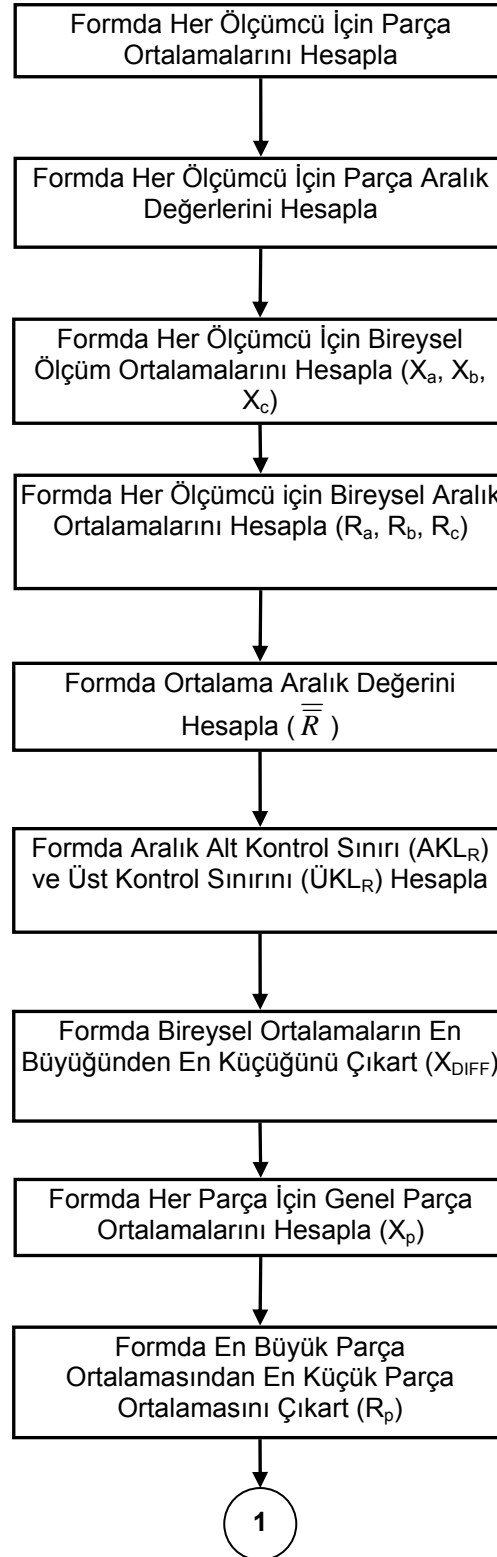 Formda Her Ölçümcü İçin Parça
Ortalamalarını Hesapla
Formda Her Ölçümcü İçin Parça Aralık
Değerlerini Hesapla
Formda Her Ölçümcü İçin Bireysel
Ölçüm Ortalamalarını Hesapla (Xa, Xb,
Xc)
Formda Her Ölçümcü için Bireysel Aralık
Ortalamalarını Hesapla (Ra, Rb, Rc)
Formda Ortalama Aralık Değerini
Hesapla ( R̿ )
Formda Aralık Alt Kontrol Sınırı (AKLR)
ve Üst Kontrol Sınırını (ÜKLR) Hesapla
Formda Bireysel Ortalamaların En
Büyüğünden En Küçüğünü Çıkart (XDIFF)
Formda Her Parça İçin Genel Parça
Ortalamalarını Hesapla (Xp)
Formda En Büyük Parça
Ortalamasından En Küçük Parça
Ortalamasını Çıkart (Rp)
1